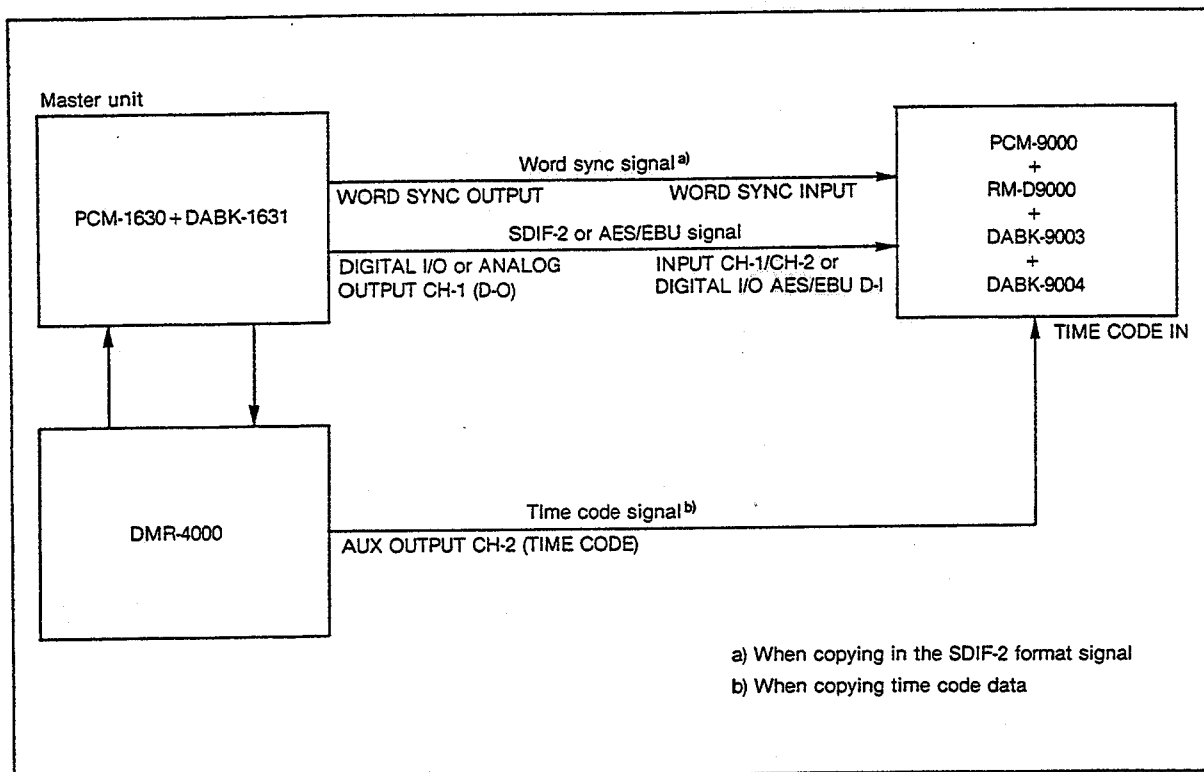 Master unit
PCM-1630+DABK-1631
Word sync signal a)
WORD SYNC OUTPUT
WORD SYNC INPUT
SDIF-2 or AES/EBU signal
DIGITAL I/O or ANALOG
OUTPUT CH-1 (D-O)
INPUT CH-1/CH-2 or
DIGITAL I/O AES/EBU D-I
PCM-9000
+
RM-D9000
+
DABK-9003
+
DABK-9004
TIME CODE IN
DMR-4000
Time code signal b)
AUX OUTPUT CH-2 (TIME CODE)
a) When copying in the SDIF-2 format signal
b) When copying time code data